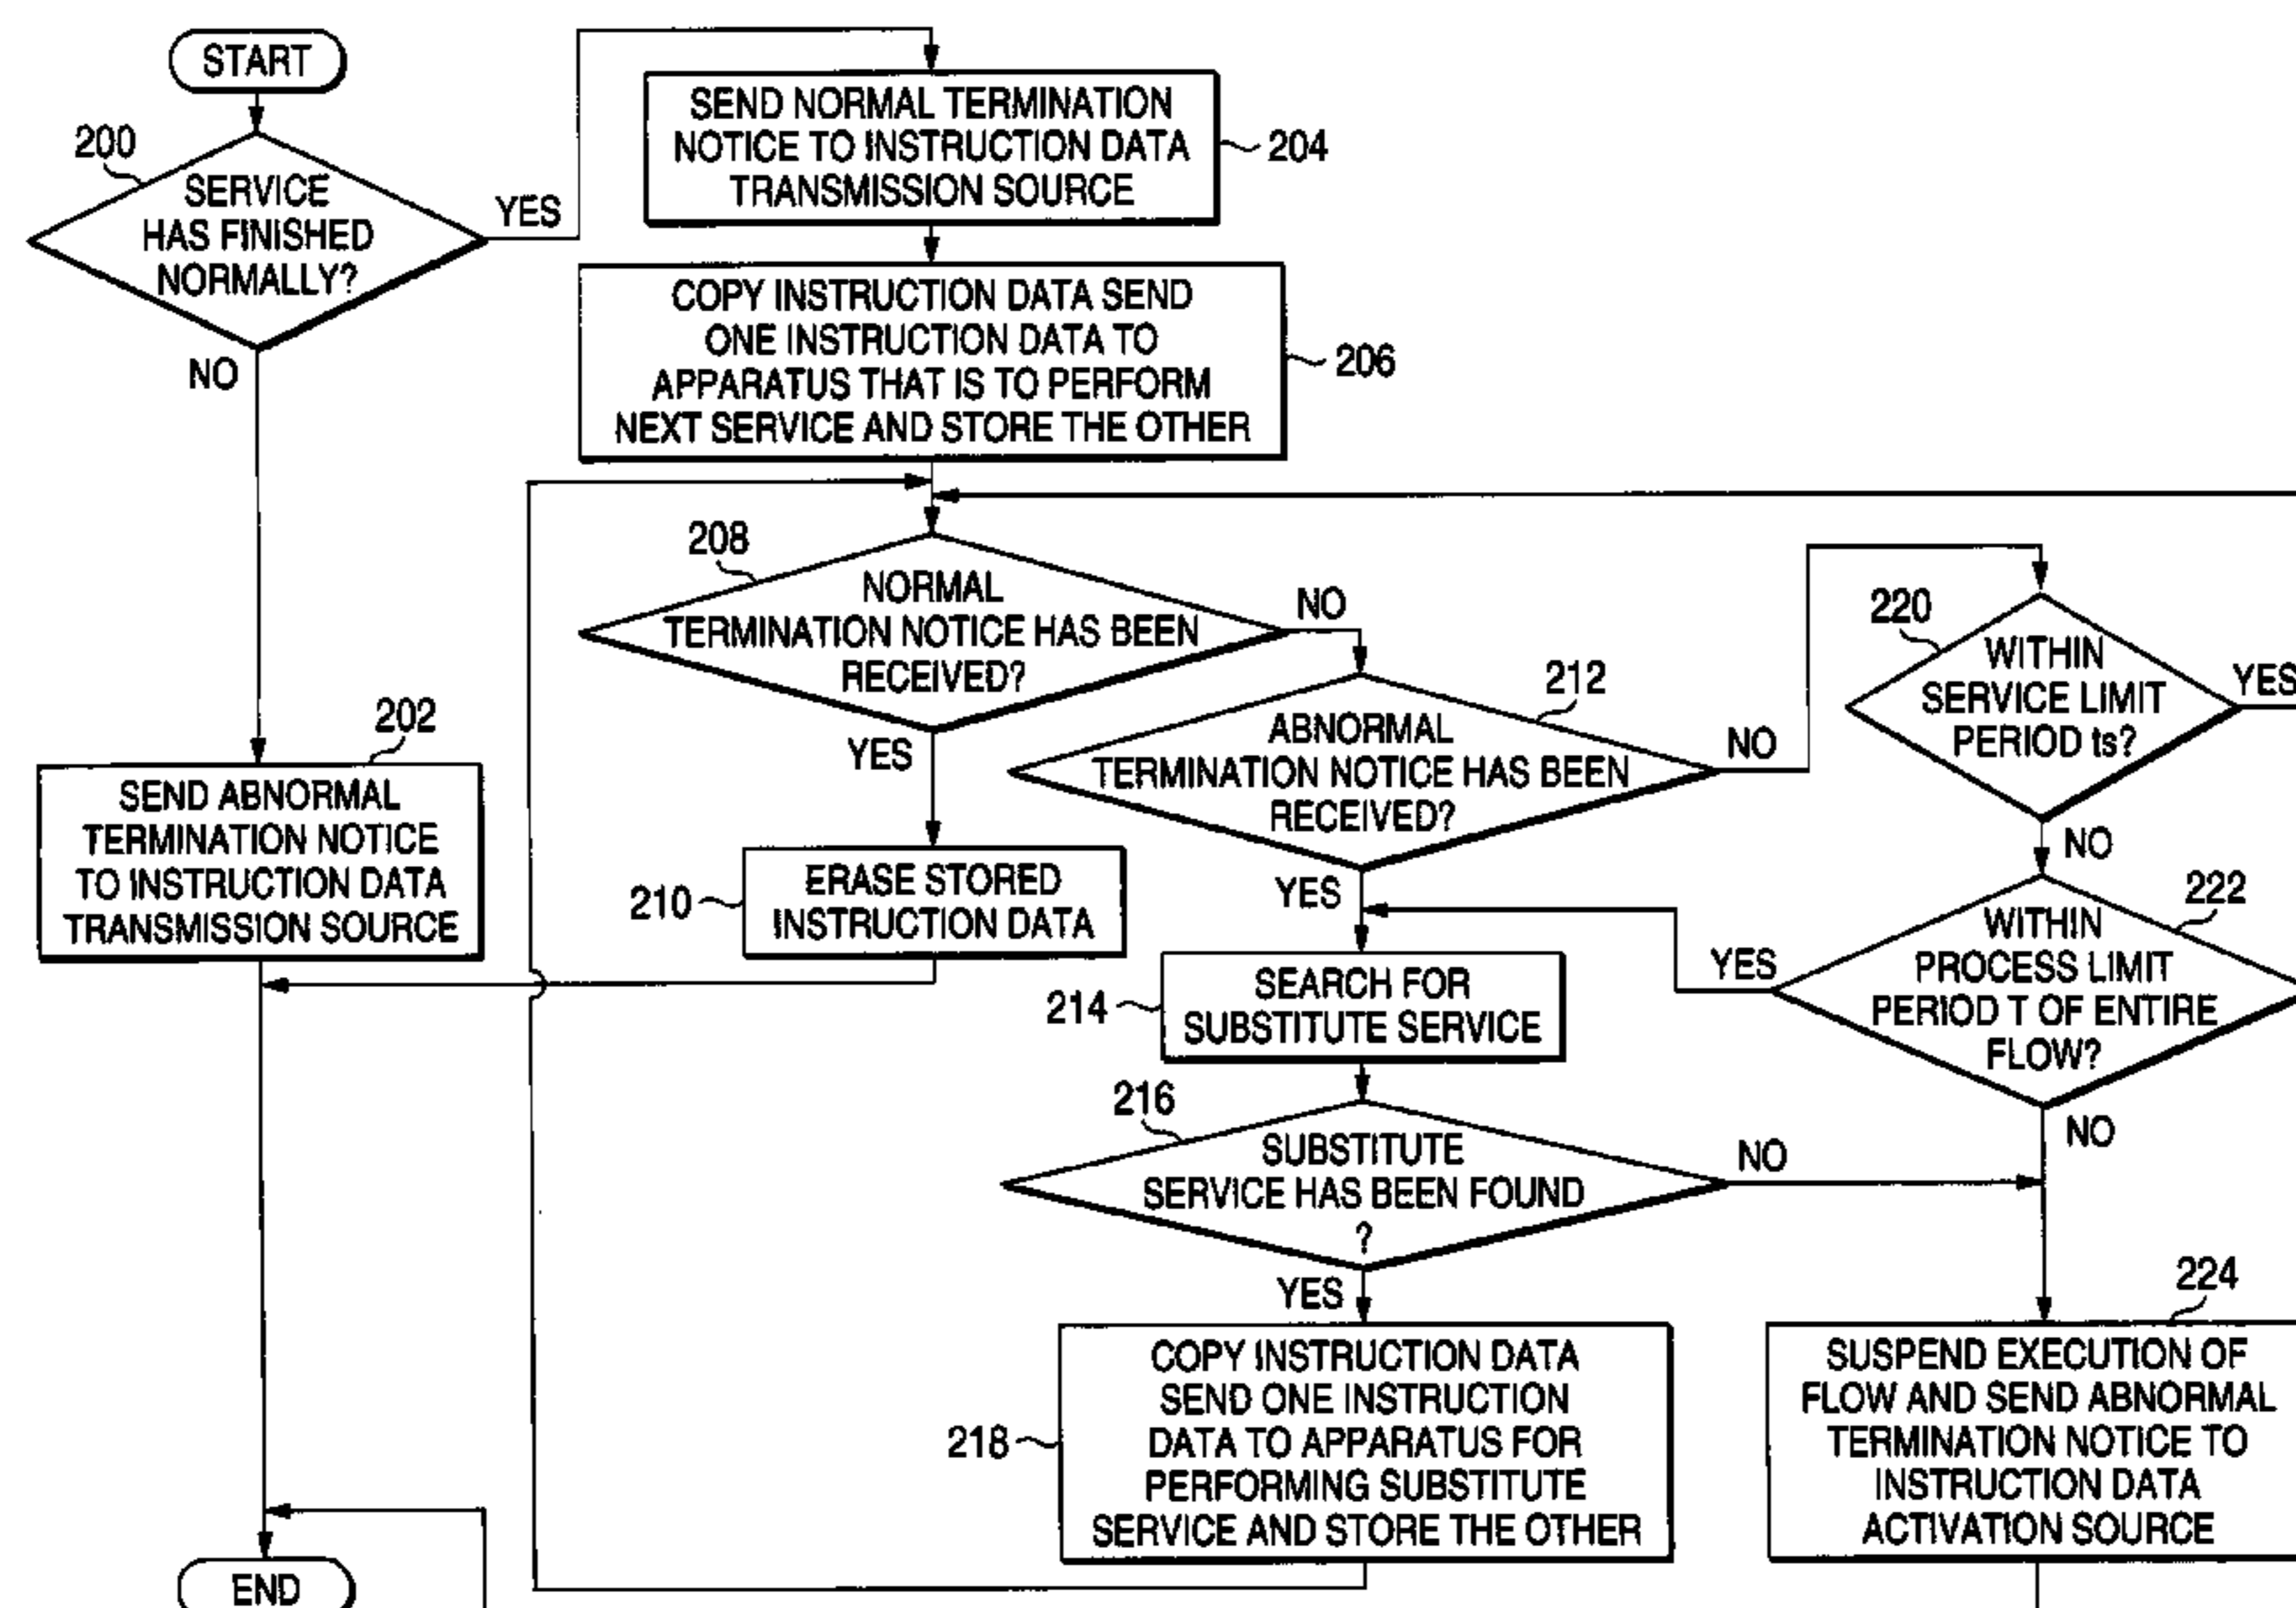 START
200
SERVICE
HAS FINISHED
NORMALLY?
YES
NO
SEND NORMAL TERMINATION
NOTICE TO INSTRUCTION DATA
TRANSMISSION SOURCE
204
COPY INSTRUCTION DATA SEND
ONE INSTRUCTION DATA TO
APPARATUS THAT IS TO PERFORM
NEXT SERVICE AND STORE THE OTHER
206
208
NORMAL
TERMINATION NOTICE HAS BEEN
RECEIVED?
NO
YES
212
ABNORMAL
TERMINATION NOTICE HAS BEEN
RECEIVED?
NO
YES
220
WITHIN
SERVICE LIMIT
PERIOD ts?
YES
NO
202
SEND ABNORMAL
TERMINATION NOTICE
TO INSTRUCTION DATA
TRANSMISSION SOURCE
210
ERASE STORED
INSTRUCTION DATA
222
WITHIN
PROCESS LIMIT
PERIOD T OF ENTIRE
FLOW?
YES
NO
214
SEARCH FOR
SUBSTITUTE SERVICE
216
SUBSTITUTE
SERVICE HAS BEEN FOUND
?
NO
YES
218
COPY INSTRUCTION DATA
SEND ONE INSTRUCTION
DATA TO APPARATUS FOR
PERFORMING SUBSTITUTE
SERVICE AND STORE THE OTHER
224
SUSPEND EXECUTION OF
FLOW AND SEND ABNORMAL
TERMINATION NOTICE TO
INSTRUCTION DATA
ACTIVATION SOURCE
END